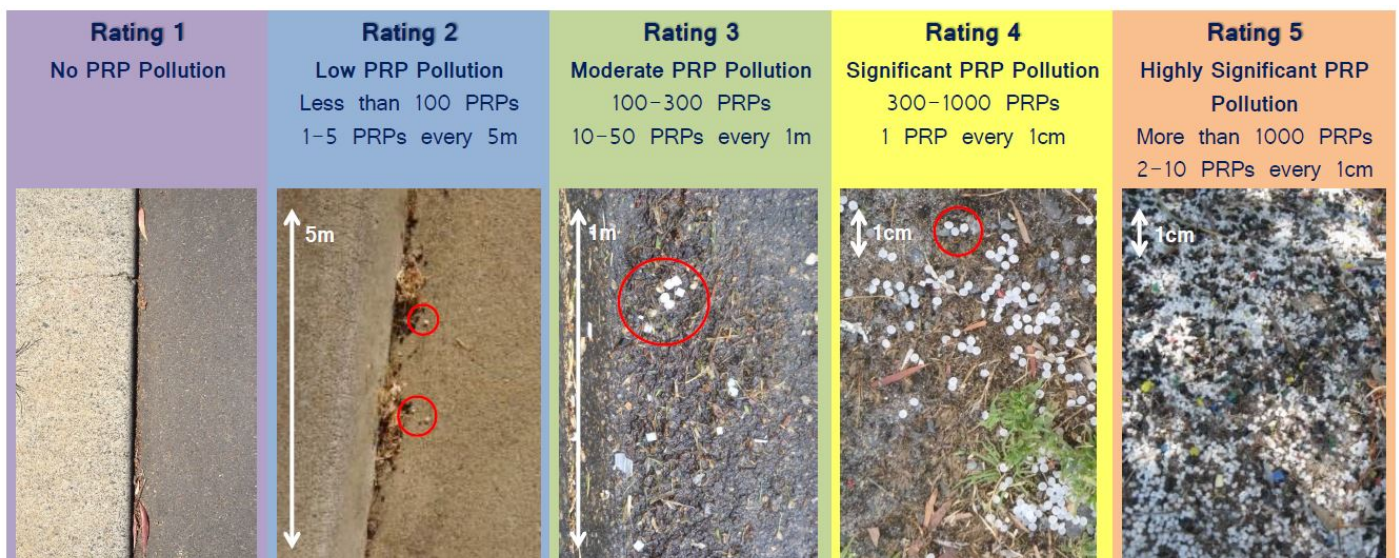 Rating 1
No PRP Pollution
Rating 2
Low PRP Pollution
Less than 100 PRPs
1-5 PRPs every 5m
5m
Rating 3
Moderate PRP Pollution
100-300 PRPs
10-50 PRPs every 1m
1m
Rating 4
Significant PRP Pollution
300-1000 PRPs
1 PRP every 1cm
1cm
Rating 5
Highly Significant PRP
Pollution
More than 1000 PRPs
2-10 PRPs every 1cm
1cm